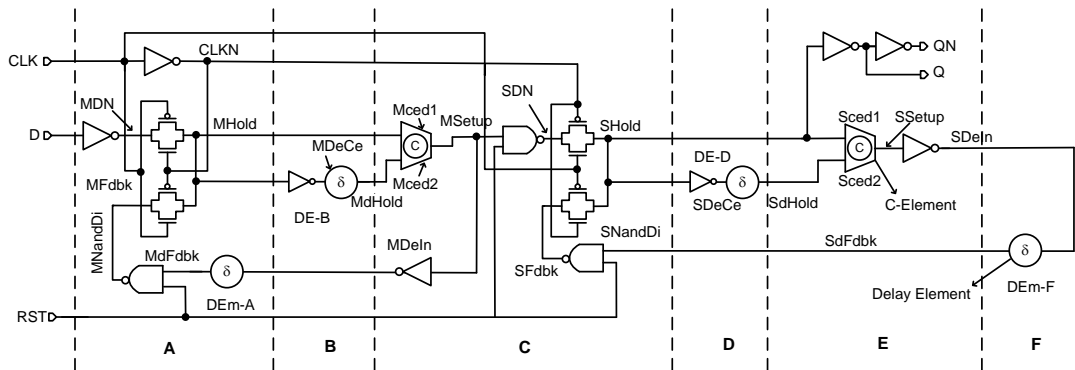 CLK
CLKN
QN
Q
MDN
D
MHold
Mced1
MSetup
SDN
SHold
Sced1
SSetup
SDeIn
C
C
MDeCe
DE-D
MFdbk
δ
Mced2
δ
Sced2
DE-B
MdHold
SDeCe
SdHold
C-Element
MNandDi
MdFdbk
MDeIn
SNandDi
SdFdbk
δ
SFdbk
δ
DEm-A
Delay Element
DEm-F
RST
A
B
C
D
E
F